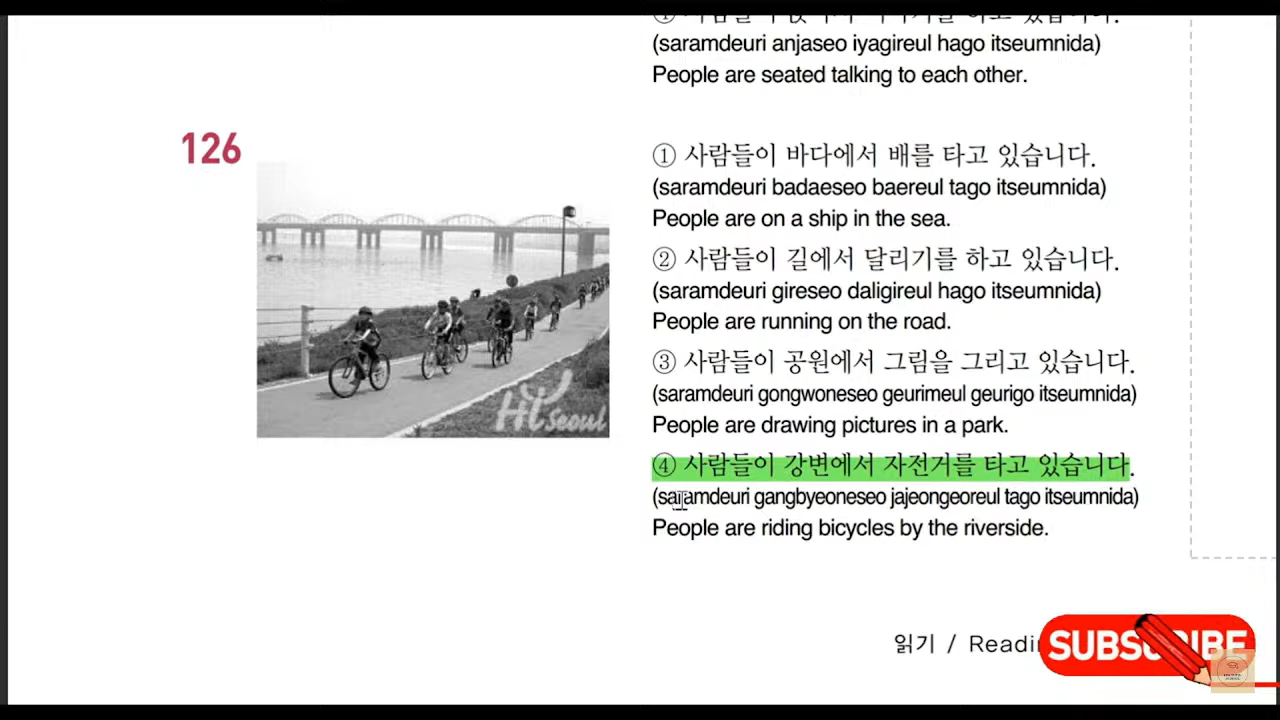 (saramdeuri anjaseo iyagireul hago itseumnida)
People are seated talking to each other.
126
① 사람들이 바다에서 배를 타고 있습니다.
(saramdeuri badaeseo baereul tago itseumnida)
People are on a ship in the sea.
② 사람들이 길에서 달리기를 하고 있습니다.
(saramdeuri gireseo daligireul hago itseumnida)
People are running on the road.
③ 사람들이 공원에서 그림을 그리고 있습니다.
(saramdeuri gongwoneseo geurimeul geurigo itseumnida)
People are drawing pictures in a park.
④ 사람들이 강변에서 자전거를 타고 있습니다.
(saramdeuri gangbyeoneseo jajeongeoreul tago itseumnida)
People are riding bicycles by the riverside.
Hi Seoul
읽기 / Readin
SUBSCRIBE